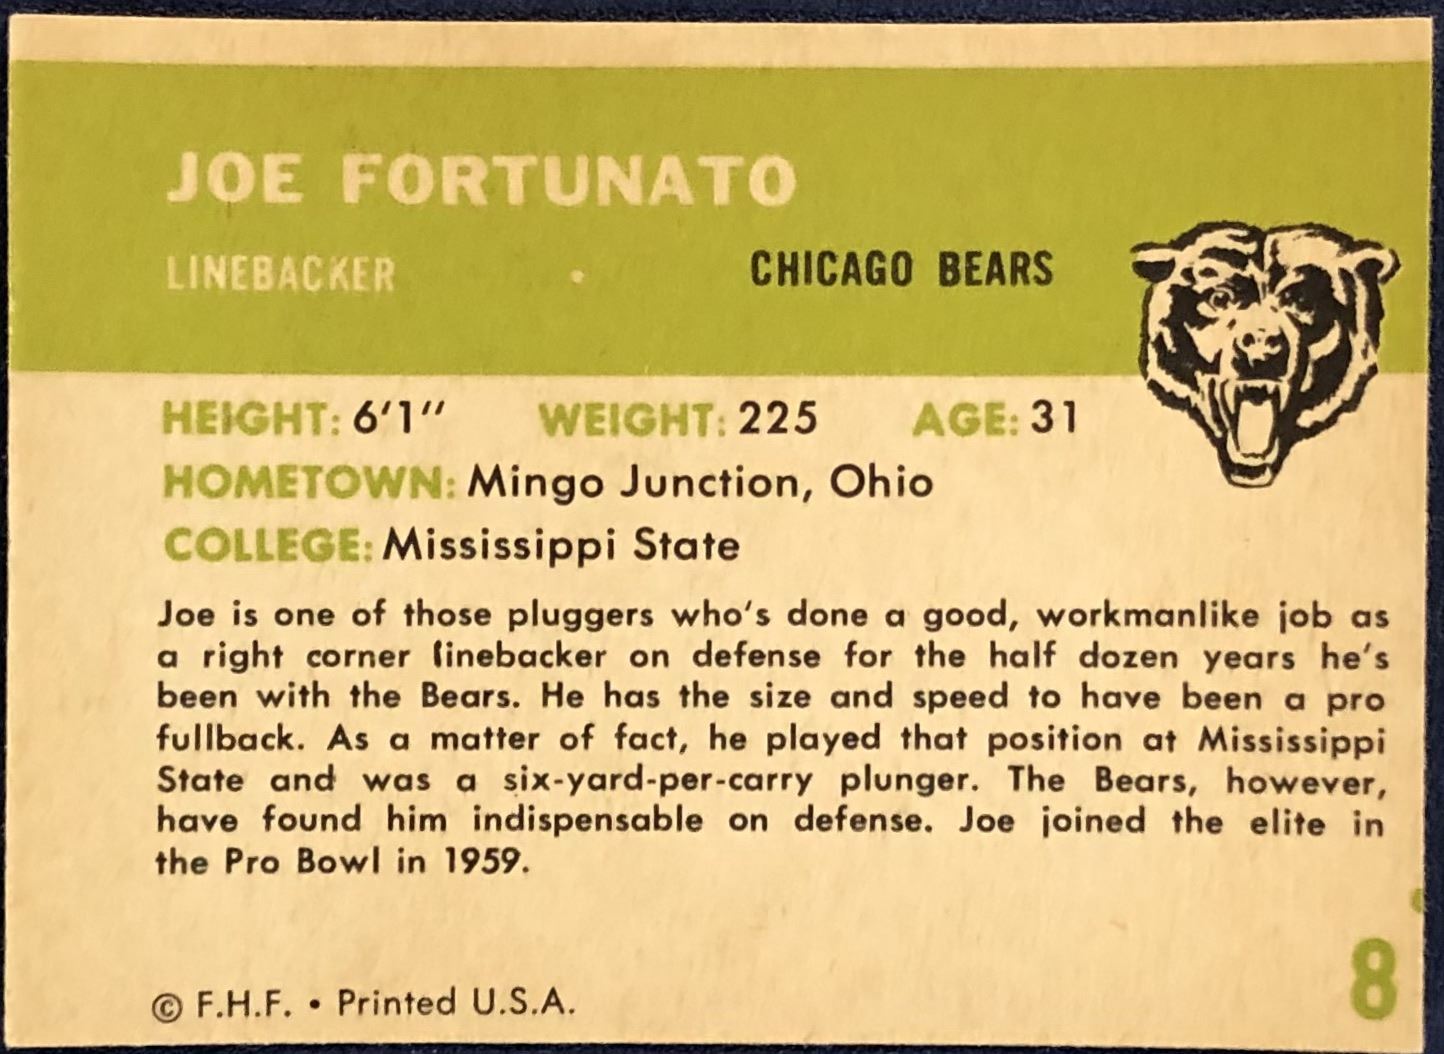 JOE FORTUNATO
LINEBACKER • CHICAGO BEARS
HEIGHT: 6'1" WEIGHT: 225 AGE: 31
HOMETOWN: Mingo Junction, Ohio
COLLEGE: Mississippi State
Joe is one of those pluggers who's done a good, workmanlike job as
a right corner linebacker on defense for the half dozen years he's
been with the Bears. He has the size and speed to have been a pro
fullback. As a matter of fact, he played that position at Mississippi
State and was a six-yard-per-carry plunger. The Bears, however,
have found him indispensable on defense. Joe joined the elite in
the Pro Bowl in 1959.
© F.H.F. • Printed U.S.A.
8